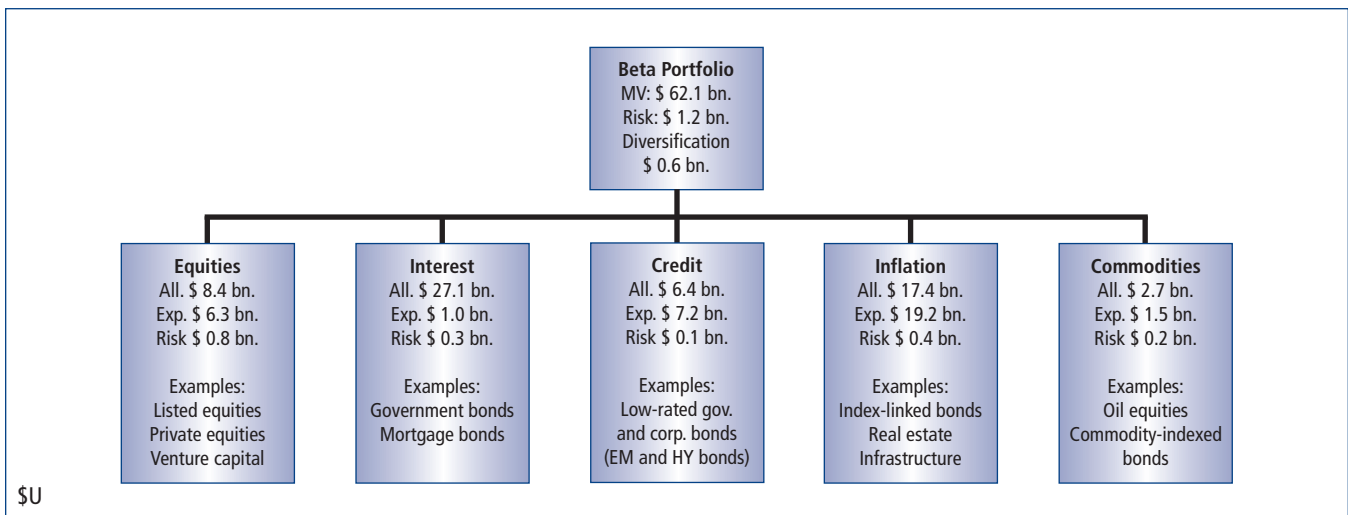 Beta Portfolio
MV: $ 62.1 bn.
Risk: $ 1.2 bn.
Diversification
$ 0.6 bn.
Equities
All. $ 8.4 bn.
Exp. $ 6.3 bn.
Risk $ 0.8 bn.
Examples:
Listed equities
Private equities
Venture capital
Interest
All. $ 27.1 bn.
Exp. $ 1.0 bn.
Risk $ 0.3 bn.
Examples:
Government bonds
Mortgage bonds
Credit
All. $ 6.4 bn.
Exp. $ 7.2 bn.
Risk $ 0.1 bn.
Examples:
Low-rated gov.
and corp. bonds
(EM and HY bonds)
Inflation
All. $ 17.4 bn.
Exp. $ 19.2 bn.
Risk $ 0.4 bn.
Examples:
Index-linked bonds
Real estate
Infrastructure
Commodities
All. $ 2.7 bn.
Exp. $ 1.5 bn.
Risk $ 0.2 bn.
Examples:
Oil equities
Commodity-indexed
bonds
$U